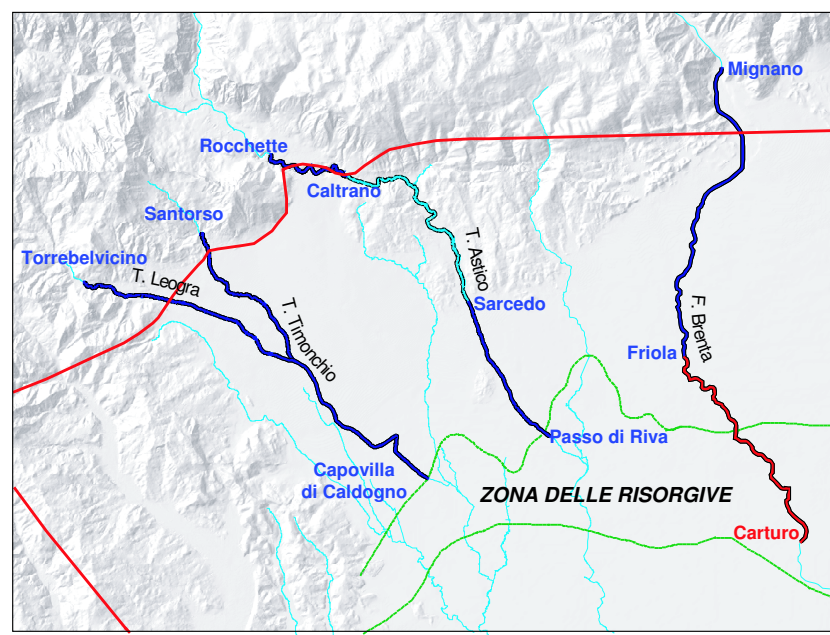 Mignano
Rocchette
Caltrano
Santorso
Torrebelvicino
T. Leogra
T. Astico
T. Timonchio
Sarcedo
F. Brenta
Friola
Passo di Riva
Capovilla
di Caldogno
ZONA DELLE RISORGIVE
Carturo